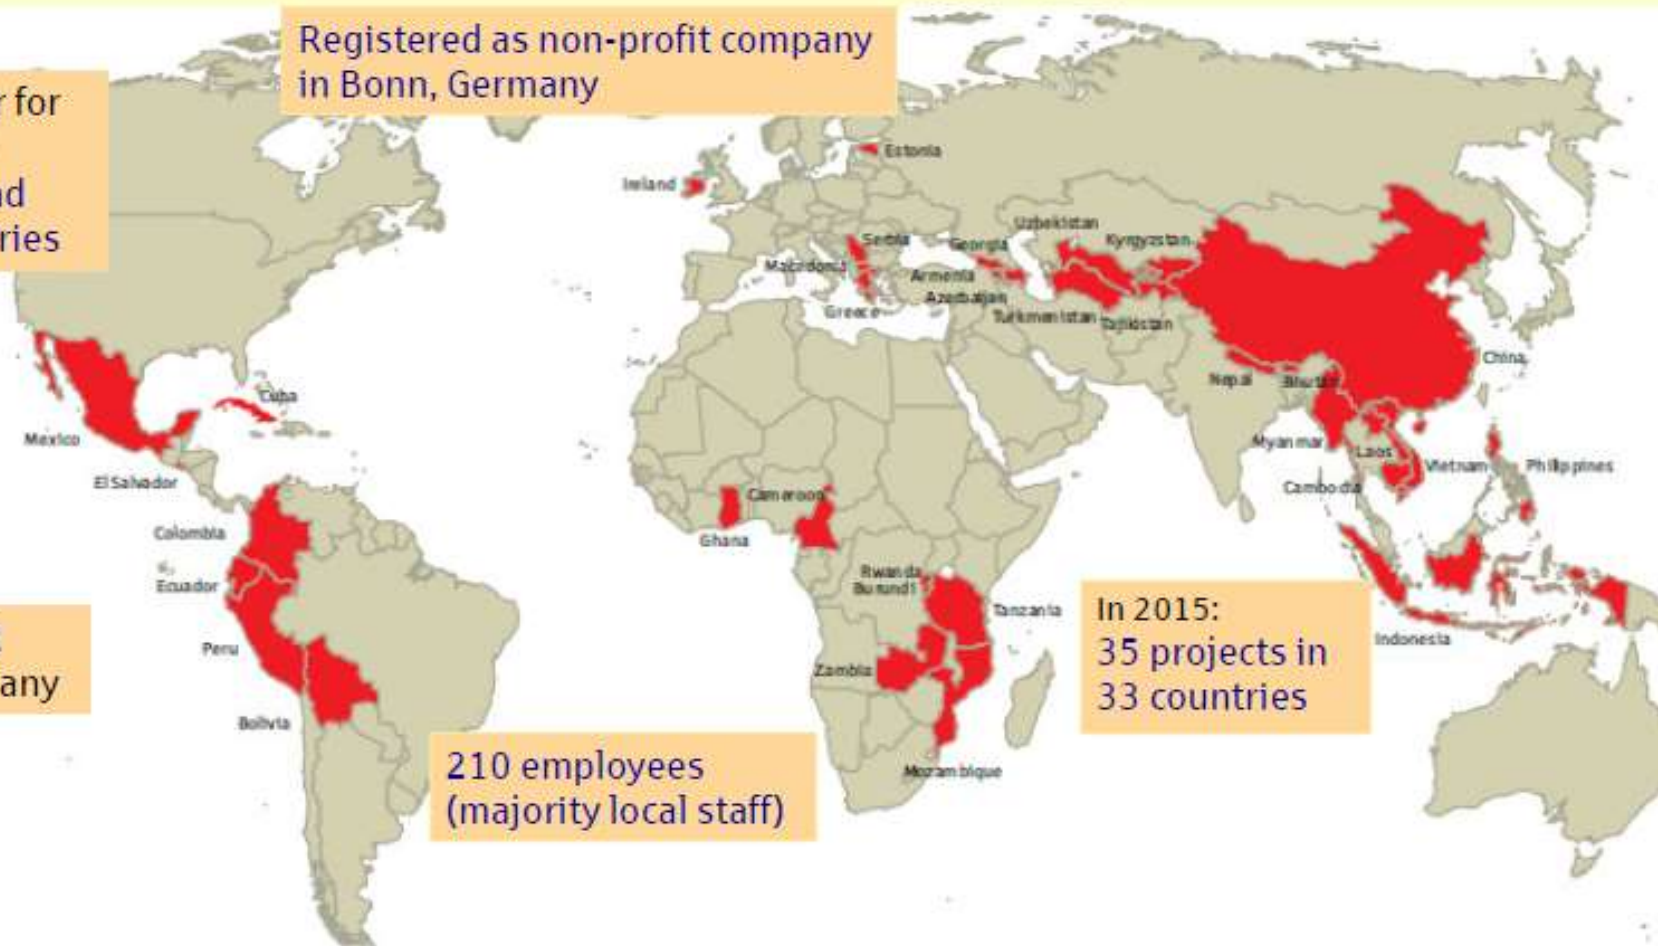 Registered as non-profit company
in Bonn, Germany
r for
nd
ries
Estonia
Ireland
Uzbekistan
Serbia
Georgia
Kyrgyzstan
Macedonia
Armenia
Azerbaijan
Greece
Turkmenistan
Tajikistan
China
Nepal
Bhutan
Cuba
Mexico
Myanmar
Laos
Vietnam
Philippines
El Salvador
Cambodia
Cameroon
Colombia
Ghana
Ecuador
Rwanda
Burundi
Tanzania
In 2015:
35 projects in
33 countries
Indonesia
Peru
Zambia
any
Bolivia
210 employees
(majority local staff)
Mozambique